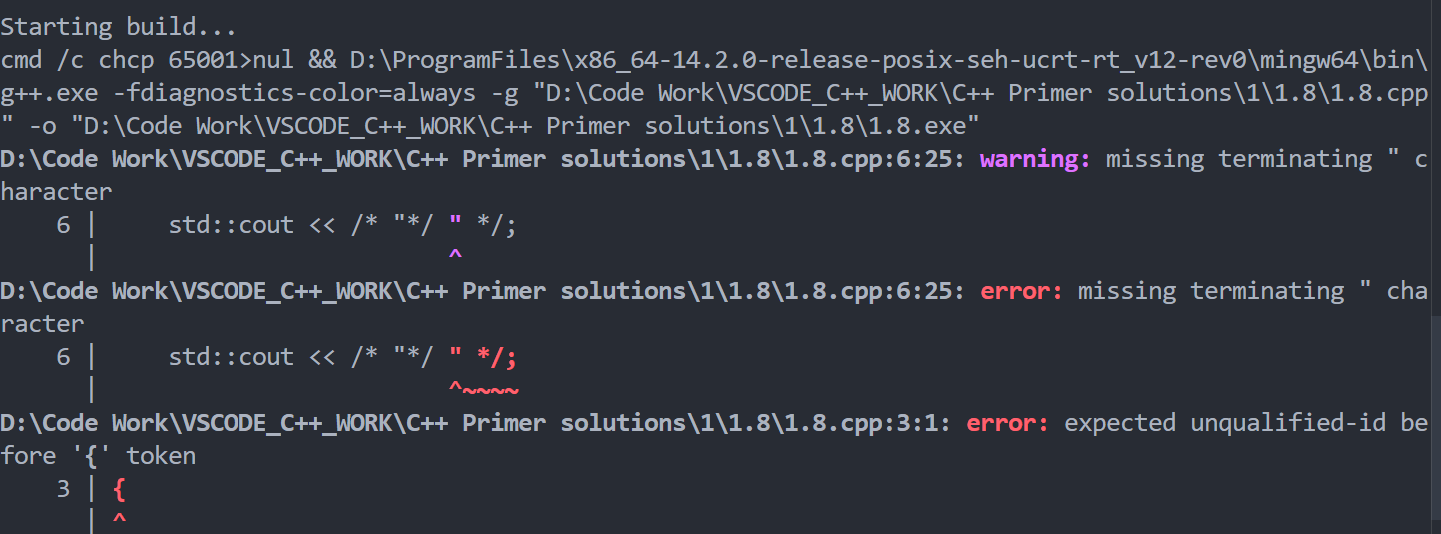 Starting build...
cmd /c chcp 65001>nul && D:\ProgramFiles\x86_64-14.2.0-release-posix-seh-ucrt-rt_v12-rev0\mingw64\bin\
g++.exe -fdiagnostics-color=always -g "D:\Code Work\VSCODE_C++_WORK\C++ Primer solutions\1\1.8\1.8.cpp
" -o "D:\Code Work\VSCODE_C++_WORK\C++ Primer solutions\1\1.8\1.8.exe"
D:\Code Work\VSCODE_C++_WORK\C++ Primer solutions\1\1.8\1.8.cpp:6:25: warning: missing terminating " c
haracter
    6 |     std::cout << /* "*/ " */;
      |                         ^
D:\Code Work\VSCODE_C++_WORK\C++ Primer solutions\1\1.8\1.8.cpp:6:25: error: missing terminating " cha
racter
    6 |     std::cout << /* "*/ " */;
      |                         ^~~~~
D:\Code Work\VSCODE_C++_WORK\C++ Primer solutions\1\1.8\1.8.cpp:3:1: error: expected unqualified-id be
fore '{' token
    3 | {
      | ^